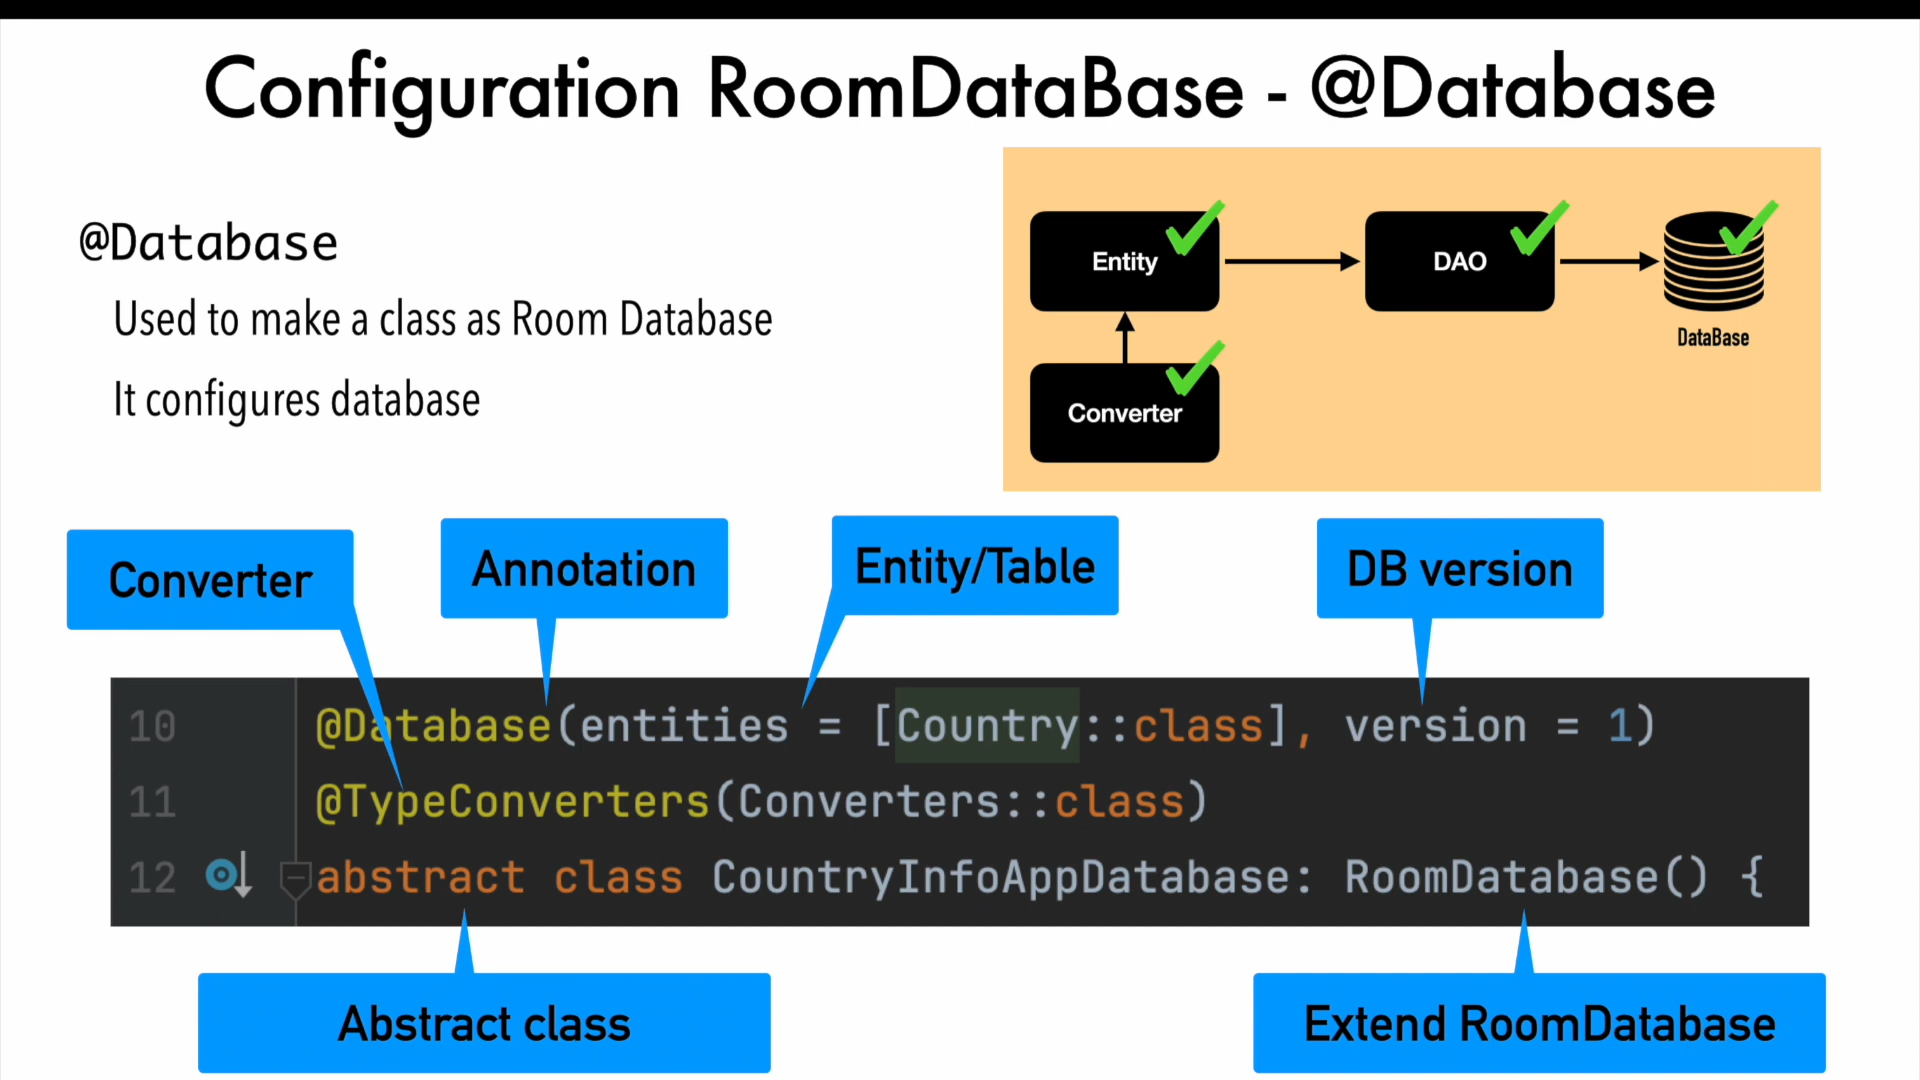 Configuration RoomDataBase - @Database
@Database
Used to make a class as Room Database
It configures database
Entity
DAO
DataBase
Converter
Converter
Annotation
Entity/Table
DB version
10 @Database(entities = [Country::class], version = 1)
11 @TypeConverters(Converters::class)
12 abstract class CountryInfoAppDatabase: RoomDatabase() {
Abstract class
Extend RoomDatabase